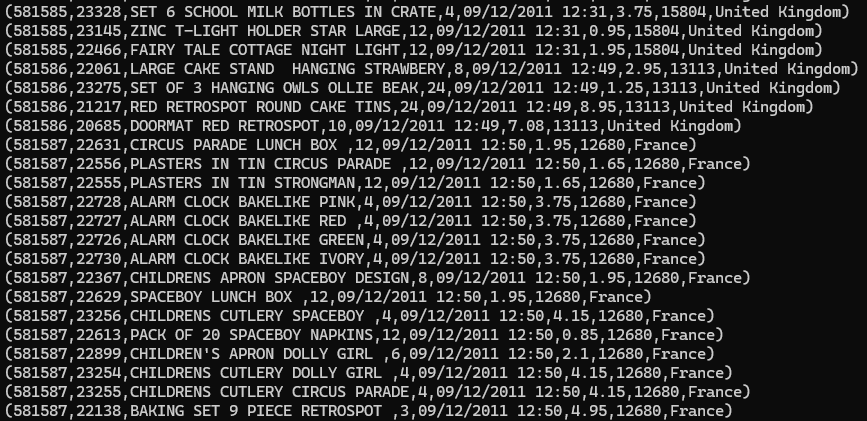 (581585,23328,SET 6 SCHOOL MILK BOTTLES IN CRATE,4,09/12/2011 12:31,3.75,15804,United Kingdom)
(581585,23145,ZINC T-LIGHT HOLDER STAR LARGE,12,09/12/2011 12:31,0.95,15804,United Kingdom)
(581585,22466,FAIRY TALE COTTAGE NIGHT LIGHT,12,09/12/2011 12:31,1.95,15804,United Kingdom)
(581586,22061,LARGE CAKE STAND  HANGING STRAWBERY,8,09/12/2011 12:49,2.95,13113,United Kingdom)
(581586,23275,SET OF 3 HANGING OWLS OLLIE BEAK,24,09/12/2011 12:49,1.25,13113,United Kingdom)
(581586,21217,RED RETROSPOT ROUND CAKE TINS,24,09/12/2011 12:49,8.95,13113,United Kingdom)
(581586,20685,DOORMAT RED RETROSPOT,10,09/12/2011 12:49,7.08,13113,United Kingdom)
(581587,22631,CIRCUS PARADE LUNCH BOX ,12,09/12/2011 12:50,1.95,12680,France)
(581587,22556,PLASTERS IN TIN CIRCUS PARADE ,12,09/12/2011 12:50,1.65,12680,France)
(581587,22555,PLASTERS IN TIN STRONGMAN,12,09/12/2011 12:50,1.65,12680,France)
(581587,22728,ALARM CLOCK BAKELIKE PINK,4,09/12/2011 12:50,3.75,12680,France)
(581587,22727,ALARM CLOCK BAKELIKE RED ,4,09/12/2011 12:50,3.75,12680,France)
(581587,22726,ALARM CLOCK BAKELIKE GREEN,4,09/12/2011 12:50,3.75,12680,France)
(581587,22730,ALARM CLOCK BAKELIKE IVORY,4,09/12/2011 12:50,3.75,12680,France)
(581587,22367,CHILDRENS APRON SPACEBOY DESIGN,8,09/12/2011 12:50,1.95,12680,France)
(581587,22629,SPACEBOY LUNCH BOX ,12,09/12/2011 12:50,1.95,12680,France)
(581587,23256,CHILDRENS CUTLERY SPACEBOY ,4,09/12/2011 12:50,4.15,12680,France)
(581587,22613,PACK OF 20 SPACEBOY NAPKINS,12,09/12/2011 12:50,0.85,12680,France)
(581587,22899,CHILDREN'S APRON DOLLY GIRL ,6,09/12/2011 12:50,2.1,12680,France)
(581587,23254,CHILDRENS CUTLERY DOLLY GIRL ,4,09/12/2011 12:50,4.15,12680,France)
(581587,23255,CHILDRENS CUTLERY CIRCUS PARADE,4,09/12/2011 12:50,4.15,12680,France)
(581587,22138,BAKING SET 9 PIECE RETROSPOT ,3,09/12/2011 12:50,4.95,12680,France)